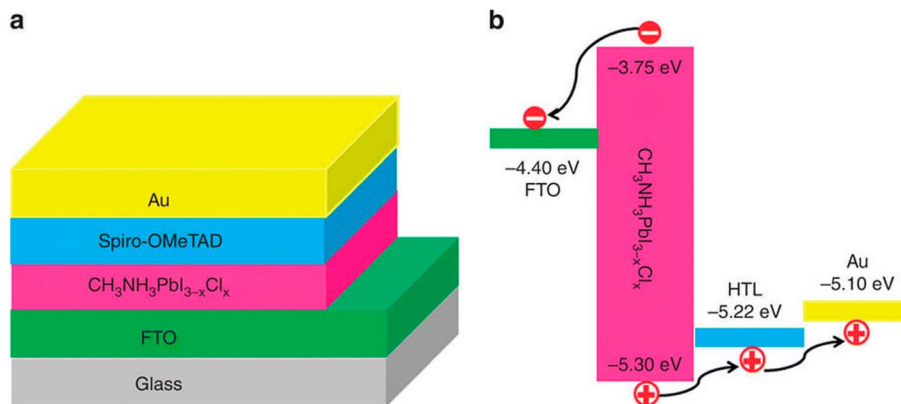 a
Au
Spiro-OMeTAD
CH₃NH₃PbI₃₋ₓClₓ
FTO
Glass
b
−3.75 eV
−4.40 eV
FTO
CH₃NH₃PbI₃₋ₓClₓ
HTL
−5.22 eV
Au
−5.10 eV
−5.30 eV